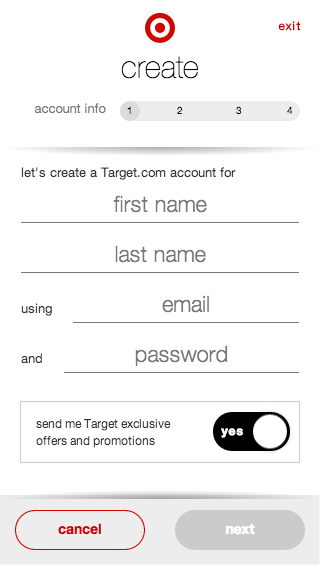 exit
create
account info 1 2 3 4
let's create a Target.com account for
first name
last name
using email
and password
send me Target exclusive
offers and promotions
yes
cancel next